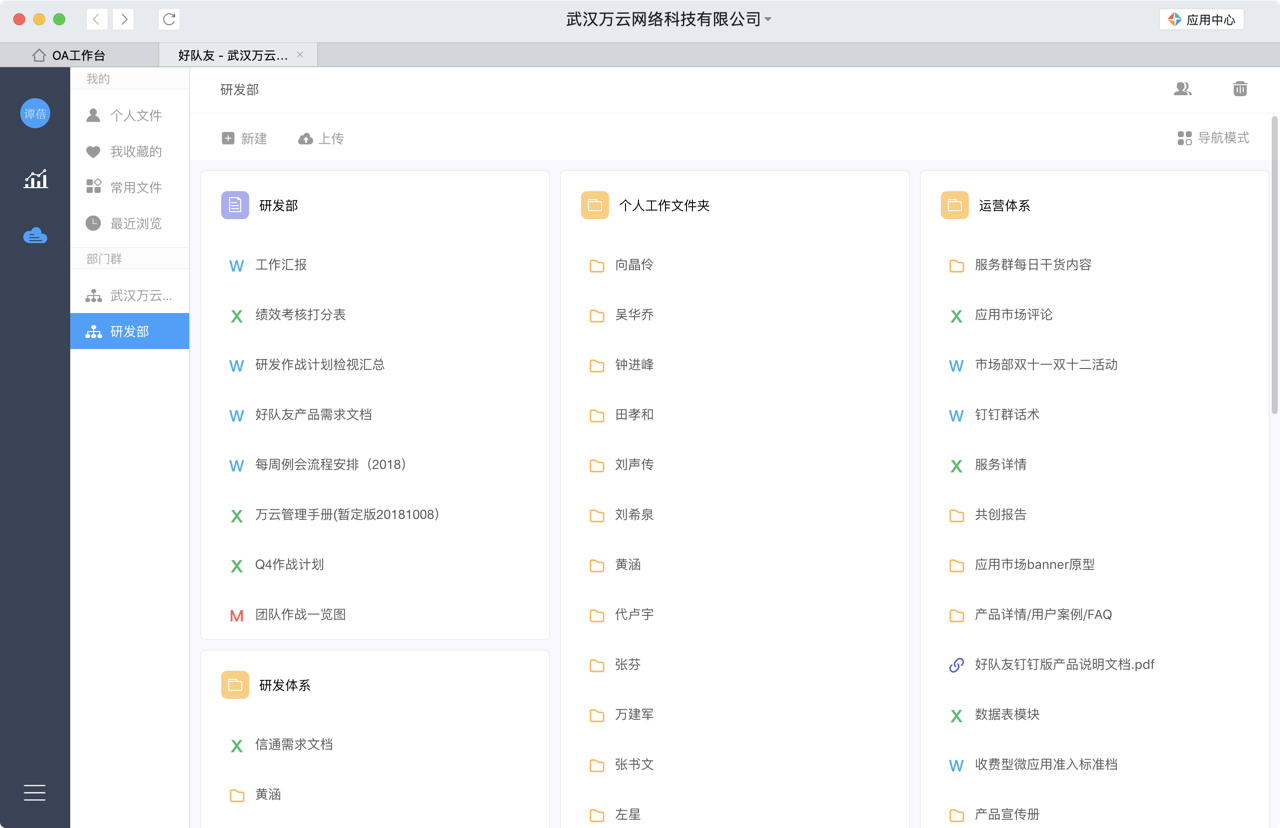 武汉万云网络科技有限公司
应用中心
OA工作台
好队友 - 武汉万云...
谭蓓
我的
个人文件
我收藏的
常用文件
最近浏览
部门群
武汉万云...
研发部
研发部
新建
上传
导航模式
研发部
W 工作汇报
X 绩效考核打分表
W 研发作战计划检视汇总
W 好队友产品需求文档
W 每周例会流程安排（2018）
X 万云管理手册(暂定版20181008)
X Q4作战计划
M 团队作战一览图
研发体系
X 信通需求文档
黄涵
个人工作文件夹
向晶伶
吴华乔
钟进峰
田孝和
刘声传
刘希泉
黄涵
代卢宇
张芬
万建军
张书文
左星
运营体系
服务群每日干货内容
X 应用市场评论
W 市场部双十一双十二活动
W 钉钉群话术
X 服务详情
共创报告
应用市场banner原型
产品详情/用户案例/FAQ
好队友钉钉版产品说明文档.pdf
X 数据表模块
W 收费型微应用准入标准档
产品宣传册